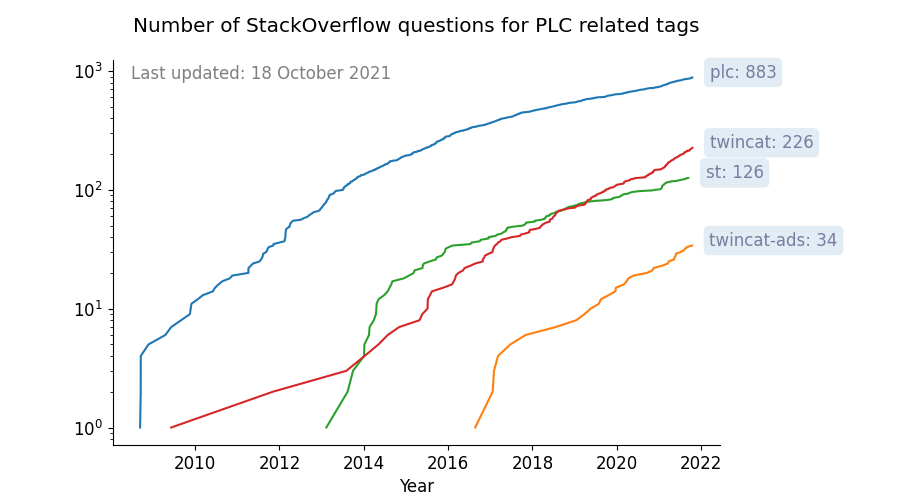 Number of StackOverflow questions for PLC related tags
Last updated: 18 October 2021
10³
10²
10¹
10⁰
plc: 883
twincat: 226
st: 126
twincat-ads: 34
2010 2012 2014 2016 2018 2020 2022
Year